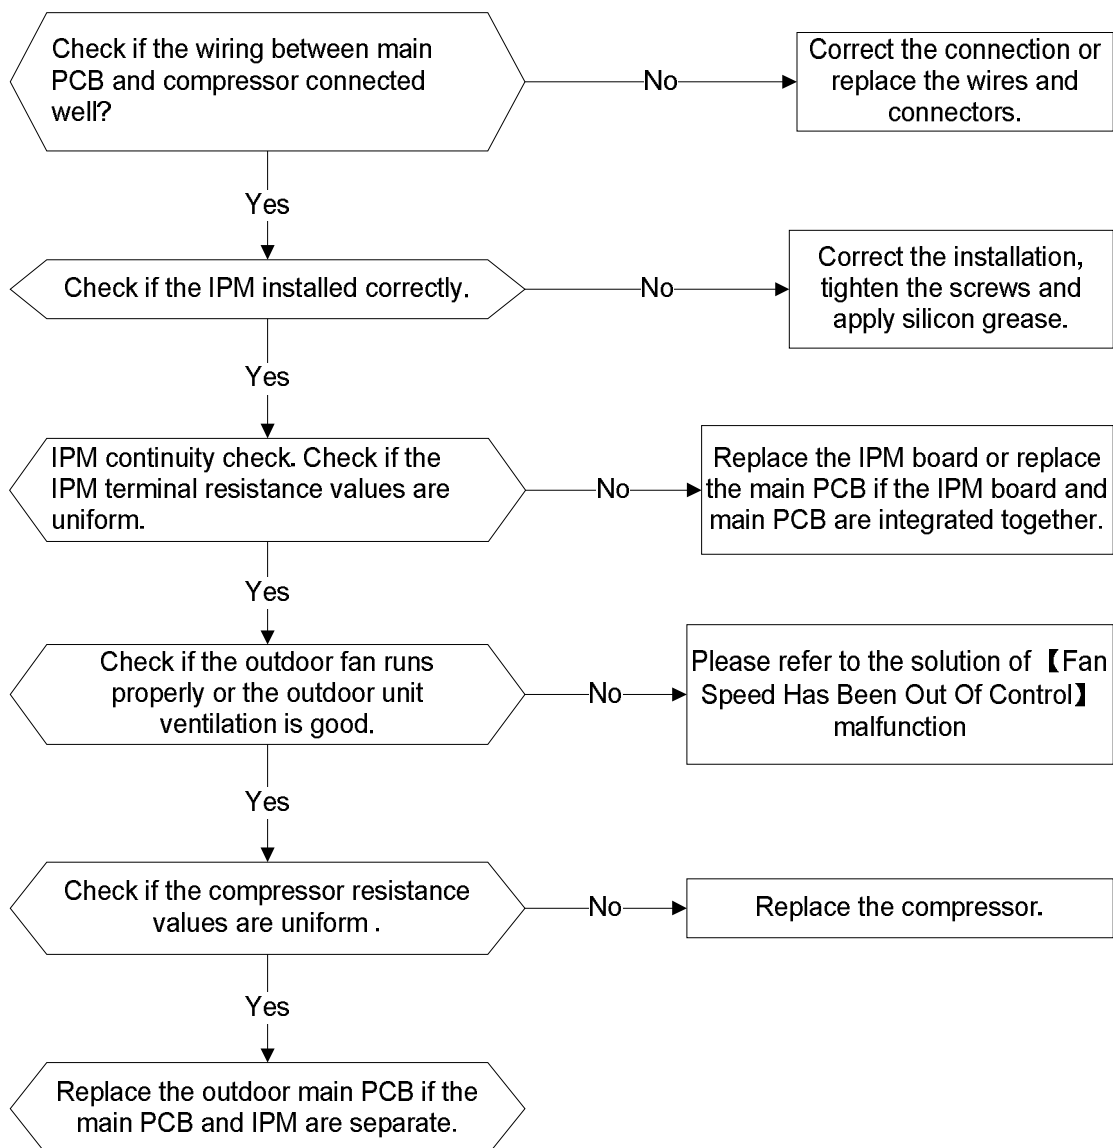 Check if the wiring between main
PCB and compressor connected
well?
No
Correct the connection or
replace the wires and
connectors.
Yes
Check if the IPM installed correctly.
No
Correct the installation,
tighten the screws and
apply silicon grease.
Yes
IPM continuity check. Check if the
IPM terminal resistance values are
uniform.
No
Replace the IPM board or replace
the main PCB if the IPM board and
main PCB are integrated together.
Yes
Check if the outdoor fan runs
properly or the outdoor unit
ventilation is good.
No
Please refer to the solution of 【Fan
Speed Has Been Out Of Control】
malfunction
Yes
Check if the compressor resistance
values are uniform .
No
Replace the compressor.
Yes
Replace the outdoor main PCB if the
main PCB and IPM are separate.